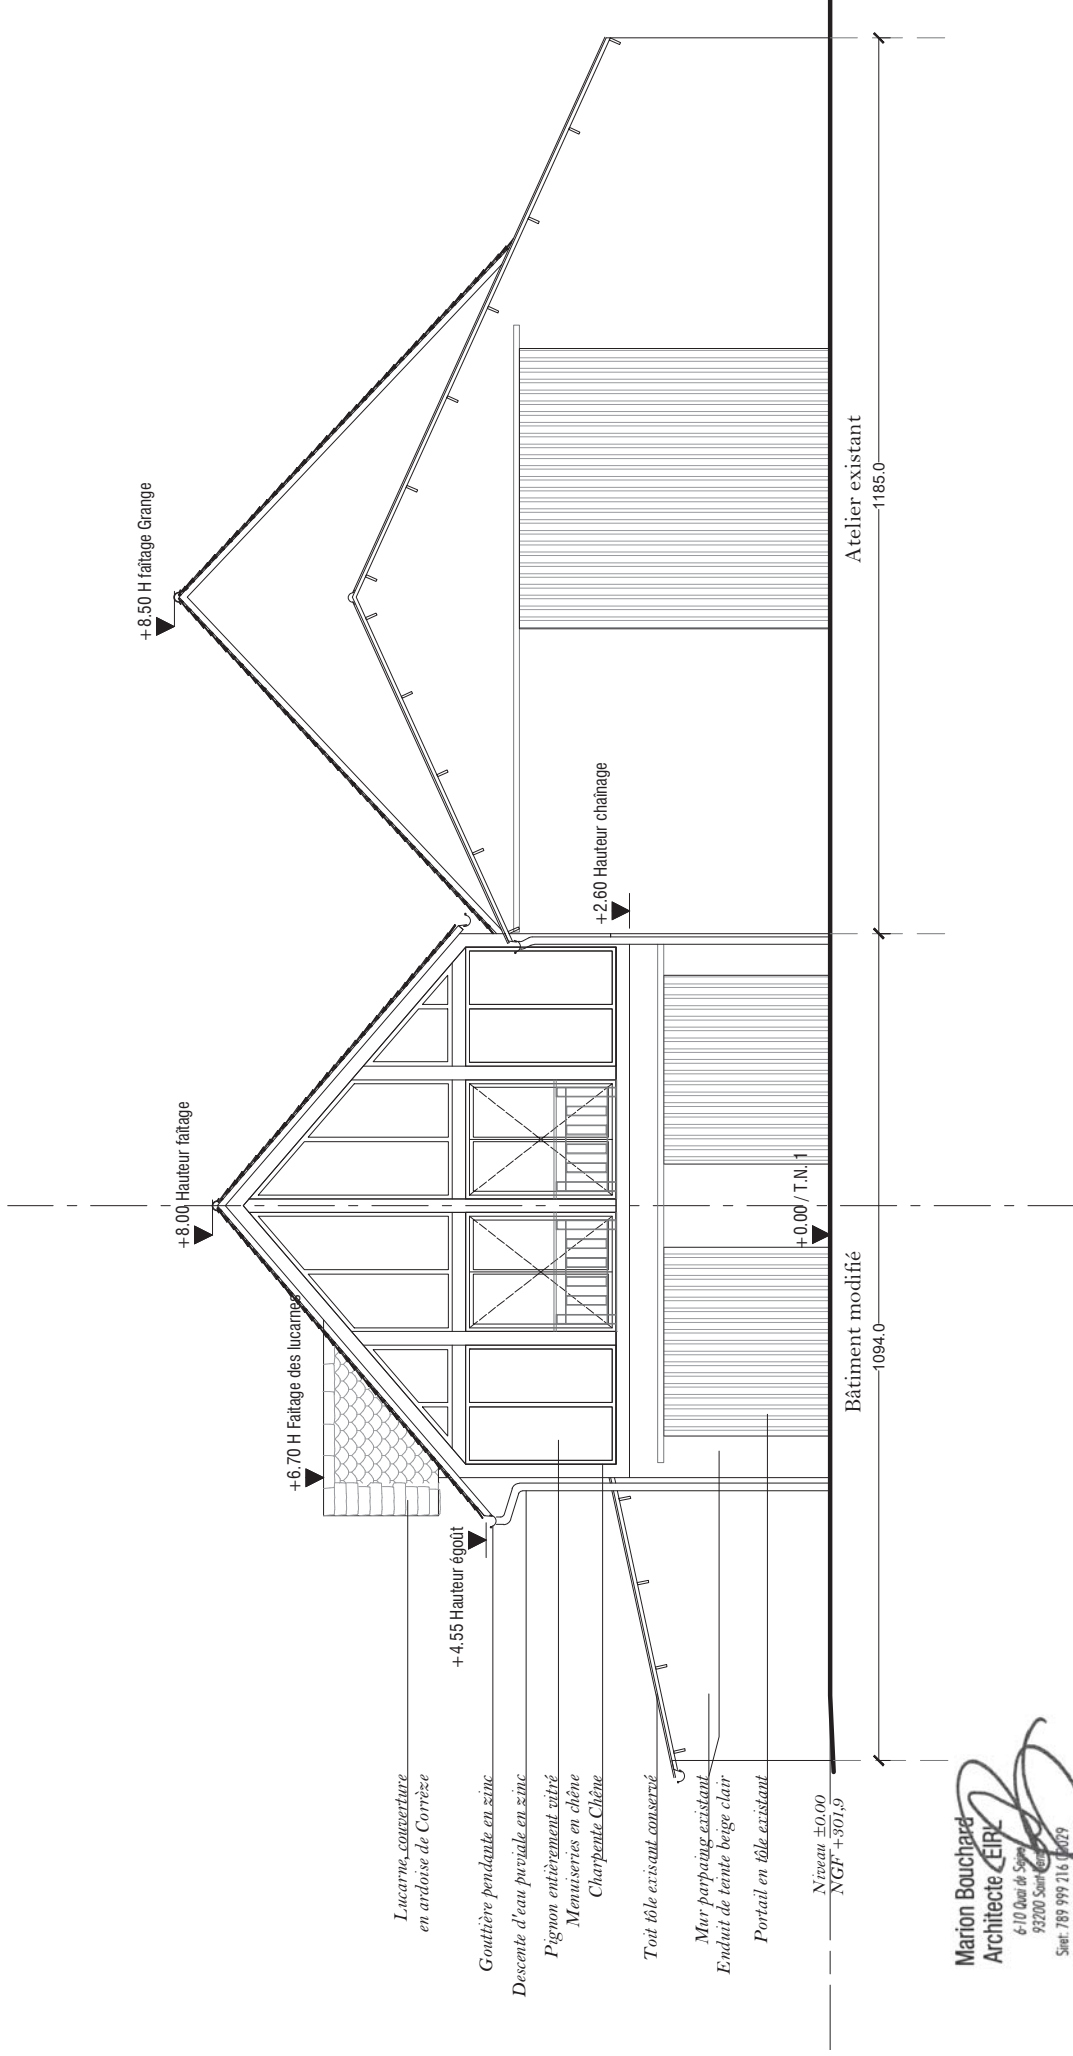 +8.50 H faîtage Grange
+8.00 Hauteur faîtage
+6.70 H Faitage des lucarnes
+4.55 Hauteur égoût
+2.60 Hauteur chaînage
+0.00 / T.N. 1
Lucarne, couverture
en ardoise de Corrèze
Gouttière pendante en zinc
Descente d'eau puviale en zinc
Pignon entièrement vitré
Menuiseries en chêne
Charpente Chêne
Toit tôle exisant conservé
Mur parpaing existant
Enduit de teinte beige clair
Portail en tôle existant
Niveau ±0.00
NGF +301,9
Bâtiment modifié
1094.0
Atelier existant
1185.0
Marion Bouchard
Architecte EIRL
6-10 Quai de Seine
93200 Saint
Siret: 789 999 216